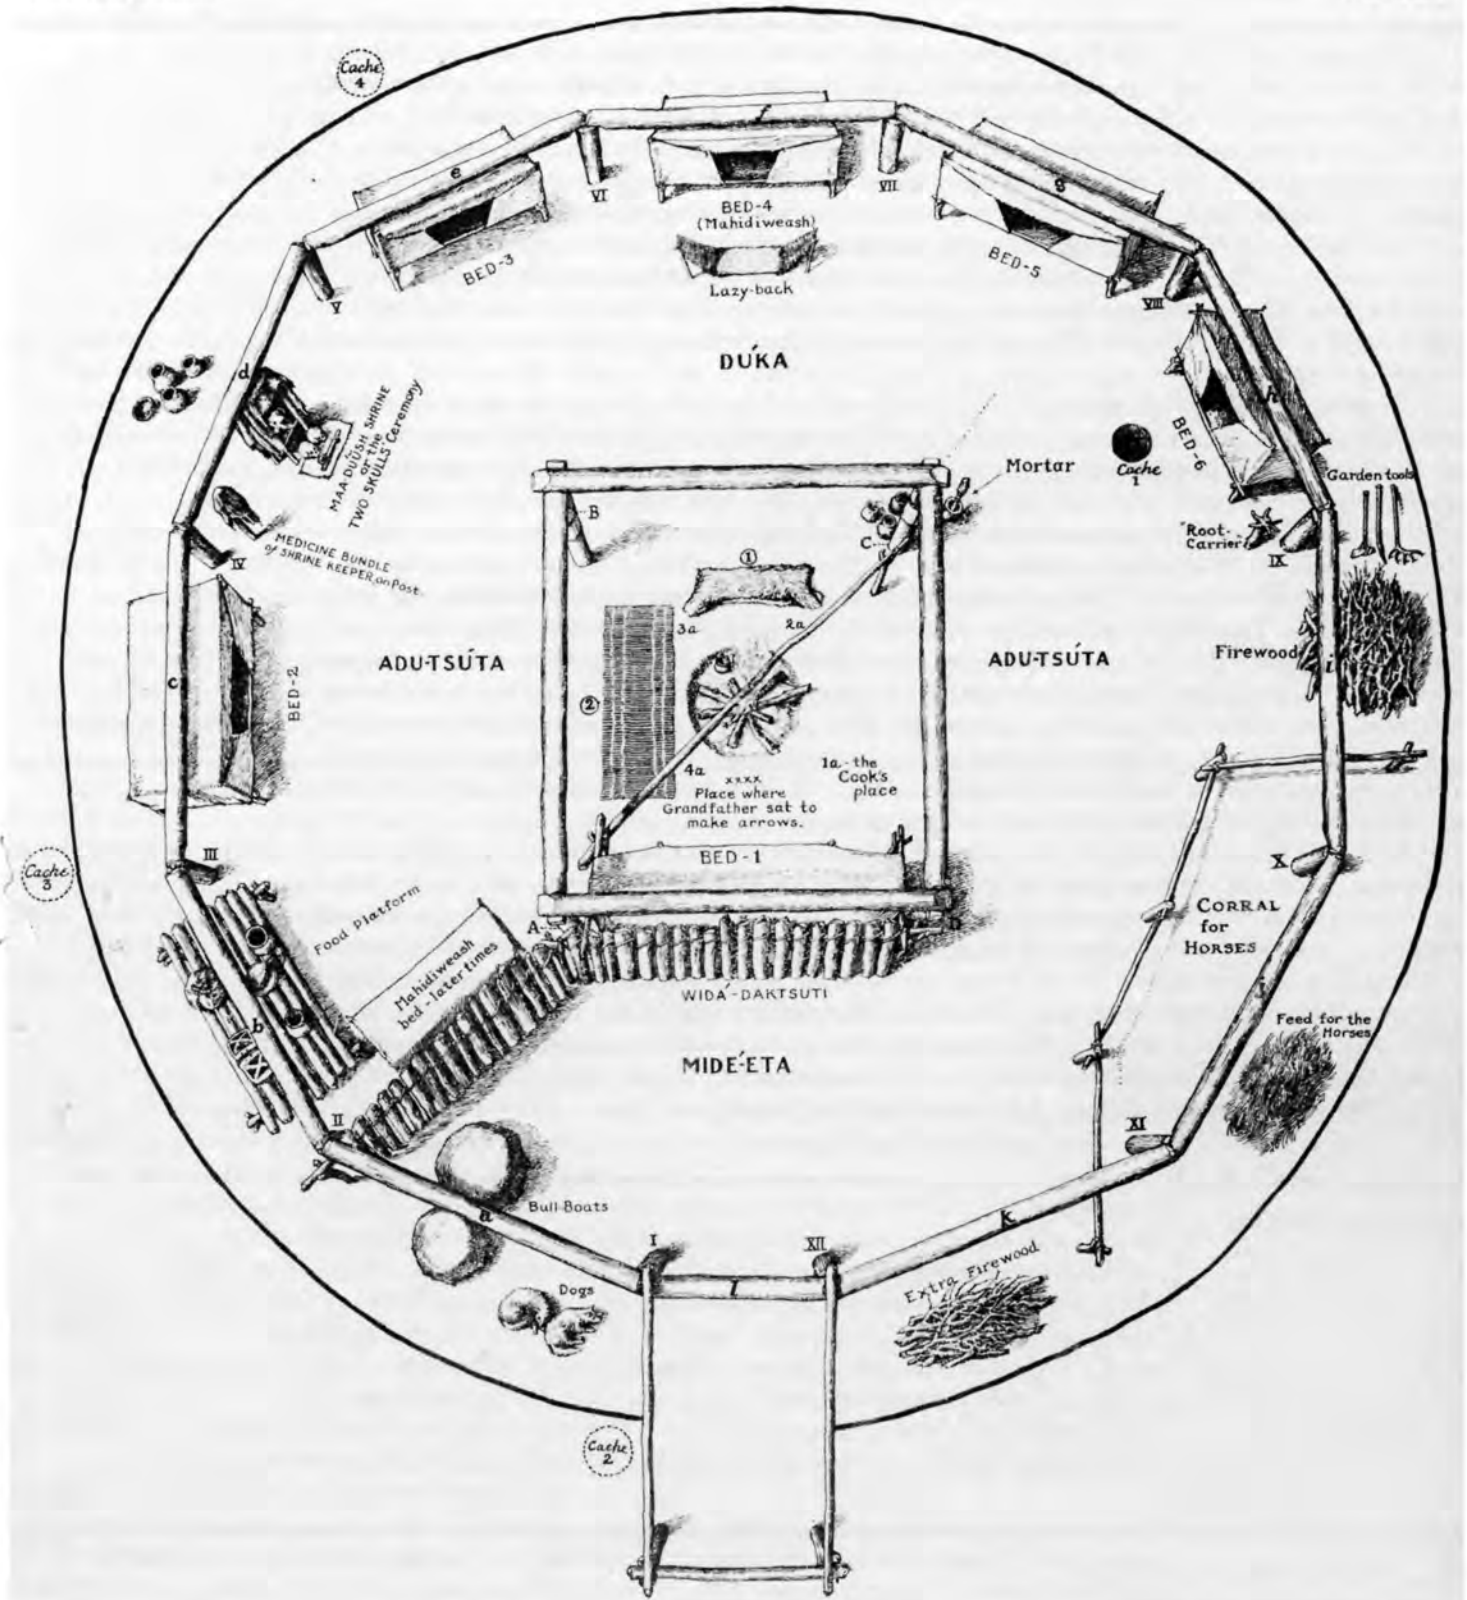 Cache
4
f
e
g
VI
VII
BED-4
(Mahidiweash)
BED-3
BED-5
Lazy-back
V
VIII
DÚKA
d
h
MAA-DUÚSH SHRINE
or the
TWO SKULLS Ceremony
BED-6
Cache
1
Mortar
Garden tools
B
C
"Root-
Carrier"
IX
MEDICINE BUNDLE
of SHRINE KEEPER, on Post
IV
1
2a
3a
ADU-TSÚTA
ADU-TSÚTA
Firewood
i
c
BED-2
2
4a
xxxx
Place where
Grandfather sat to
make arrows.
1a - the
Cook's
place
III
BED-1
X
Cache
3
Food Platform
A
D
CORRAL
for
HORSES
Mahidiweash
bed - later times
WIDÁ-DAKTSUTI
j
b
Feed for the
Horses
MIDÉ-ETA
II
XI
Bull Boats
a
k
I
XII
l
Extra Firewood
Dogs
Cache
2